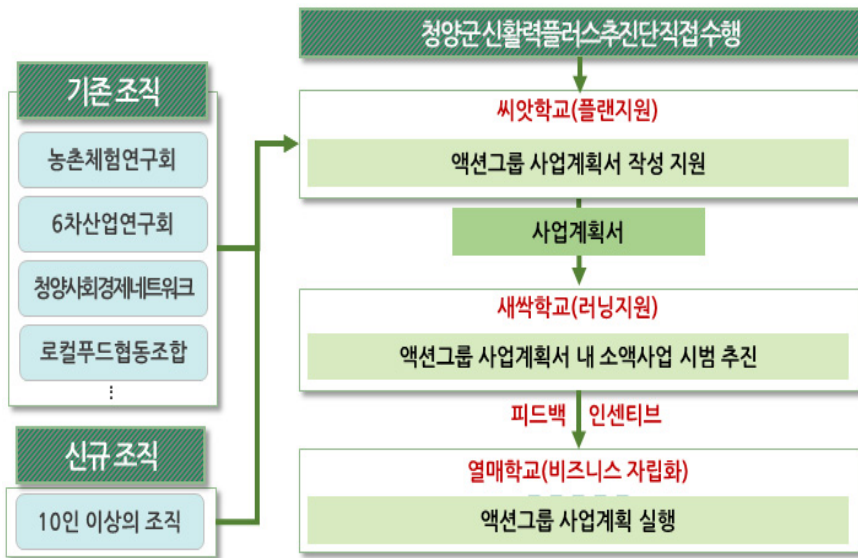 청양군 신활력플러스추진단직접 수행
기존 조직
농촌체험연구회
6차산업연구회
청양사회경제네트워크
로컬푸드협동조합
⋮
신규 조직
10인 이상의 조직
씨앗학교(플랜지원)
액션그룹 사업계획서 작성 지원
사업계획서
새싹학교(러닝지원)
액션그룹 사업계획서 내 소액사업 시범 추진
피드백 인센티브
열매학교(비즈니스 자립화)
액션그룹 사업계획 실행